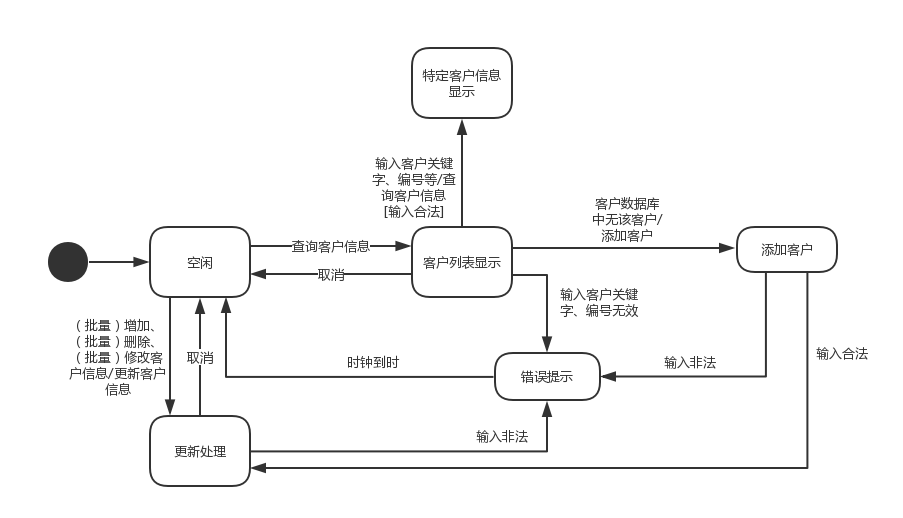 特定客户信息
显示
输入客户关键
字、编号等/查
询客户信息
[输入合法]
客户数据库
中无该客户/
添加客户
空闲
查询客户信息
取消
客户列表显示
添加客户
输入客户关键
字、编号无效
（批量）增加、
（批量）删除、
（批量）修改客
户信息/更新客户
信息
取消
时钟到时
错误提示
输入非法
输入合法
更新处理
输入非法